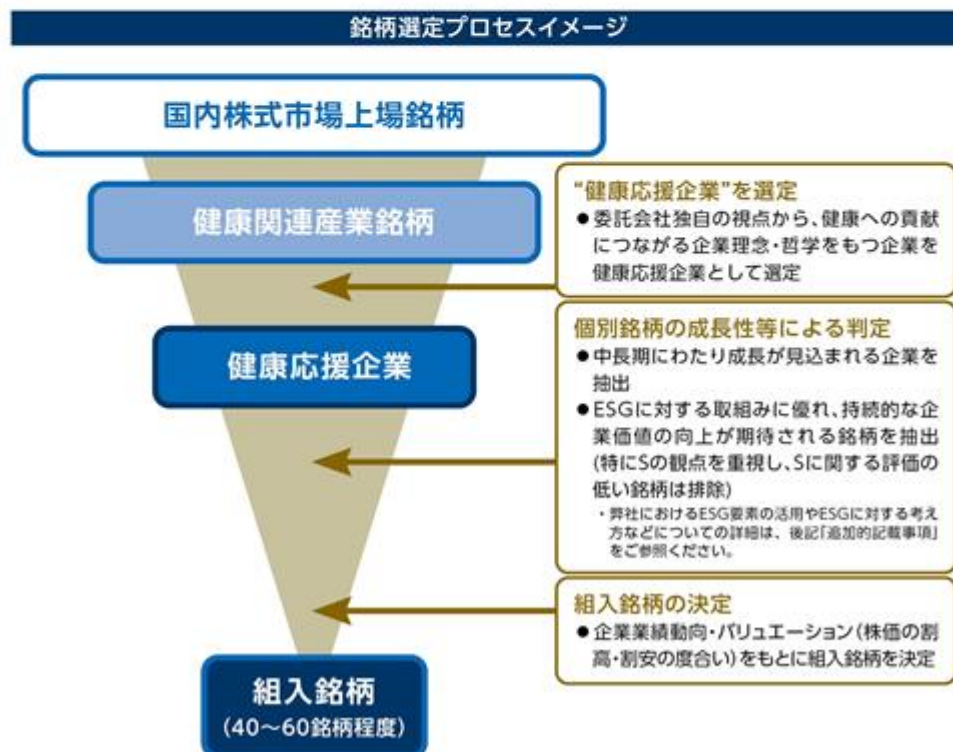 銘柄選定プロセスイメージ
国内株式市場上場銘柄
健康関連産業銘柄
“健康応援企業”を選定
●委託会社独自の視点から、健康への貢献
につながる企業理念・哲学をもつ企業を
健康応援企業として選定
健康応援企業
個別銘柄の成長性等による判定
●中長期にわたり成長が見込まれる企業を
抽出
●ESGに対する取組みに優れ、持続的な企
業価値の向上が期待される銘柄を抽出
(特にSの観点を重視し、Sに関する評価の
低い銘柄は排除)
・弊社におけるESG要素の活用やESGに対する考え
方などについての詳細は、後記「追加的記載事項」
をご参照ください。
組入銘柄の決定
●企業業績動向・バリュエーション(株価の割
高・割安の度合い)をもとに組入銘柄を決定
組入銘柄
(40～60銘柄程度)